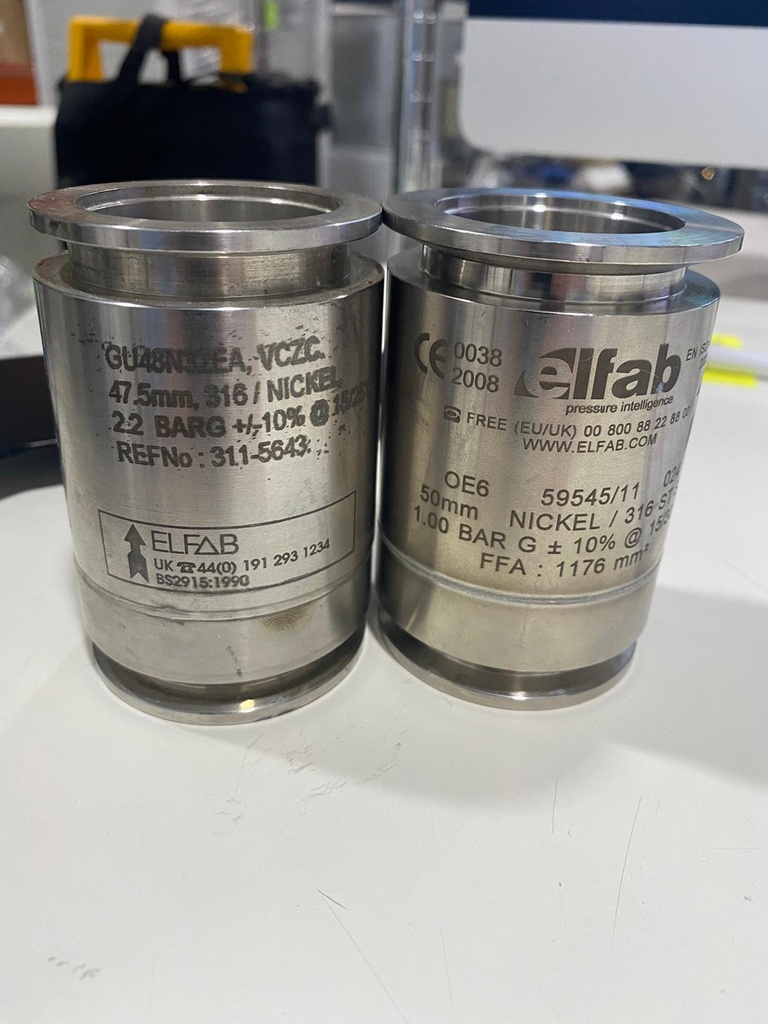 GU48N32EA, VCZC.
47.5mm, 316 / NICKEL,
2.2 BARG +/-10% @
REFNo : 311-5643.
ELFAB
UK ☎ 44(0) 191 293 1234
BS2915:1990
CE 0038
2008
elfab
pressure intelligence
EN
FREE (EU/UK) 00 800 88 22 88 00
WWW.ELFAB.COM
OE6 59545/11
50mm NICKEL / 316
1.00 BAR G ± 10% @
FFA : 1176 mm²